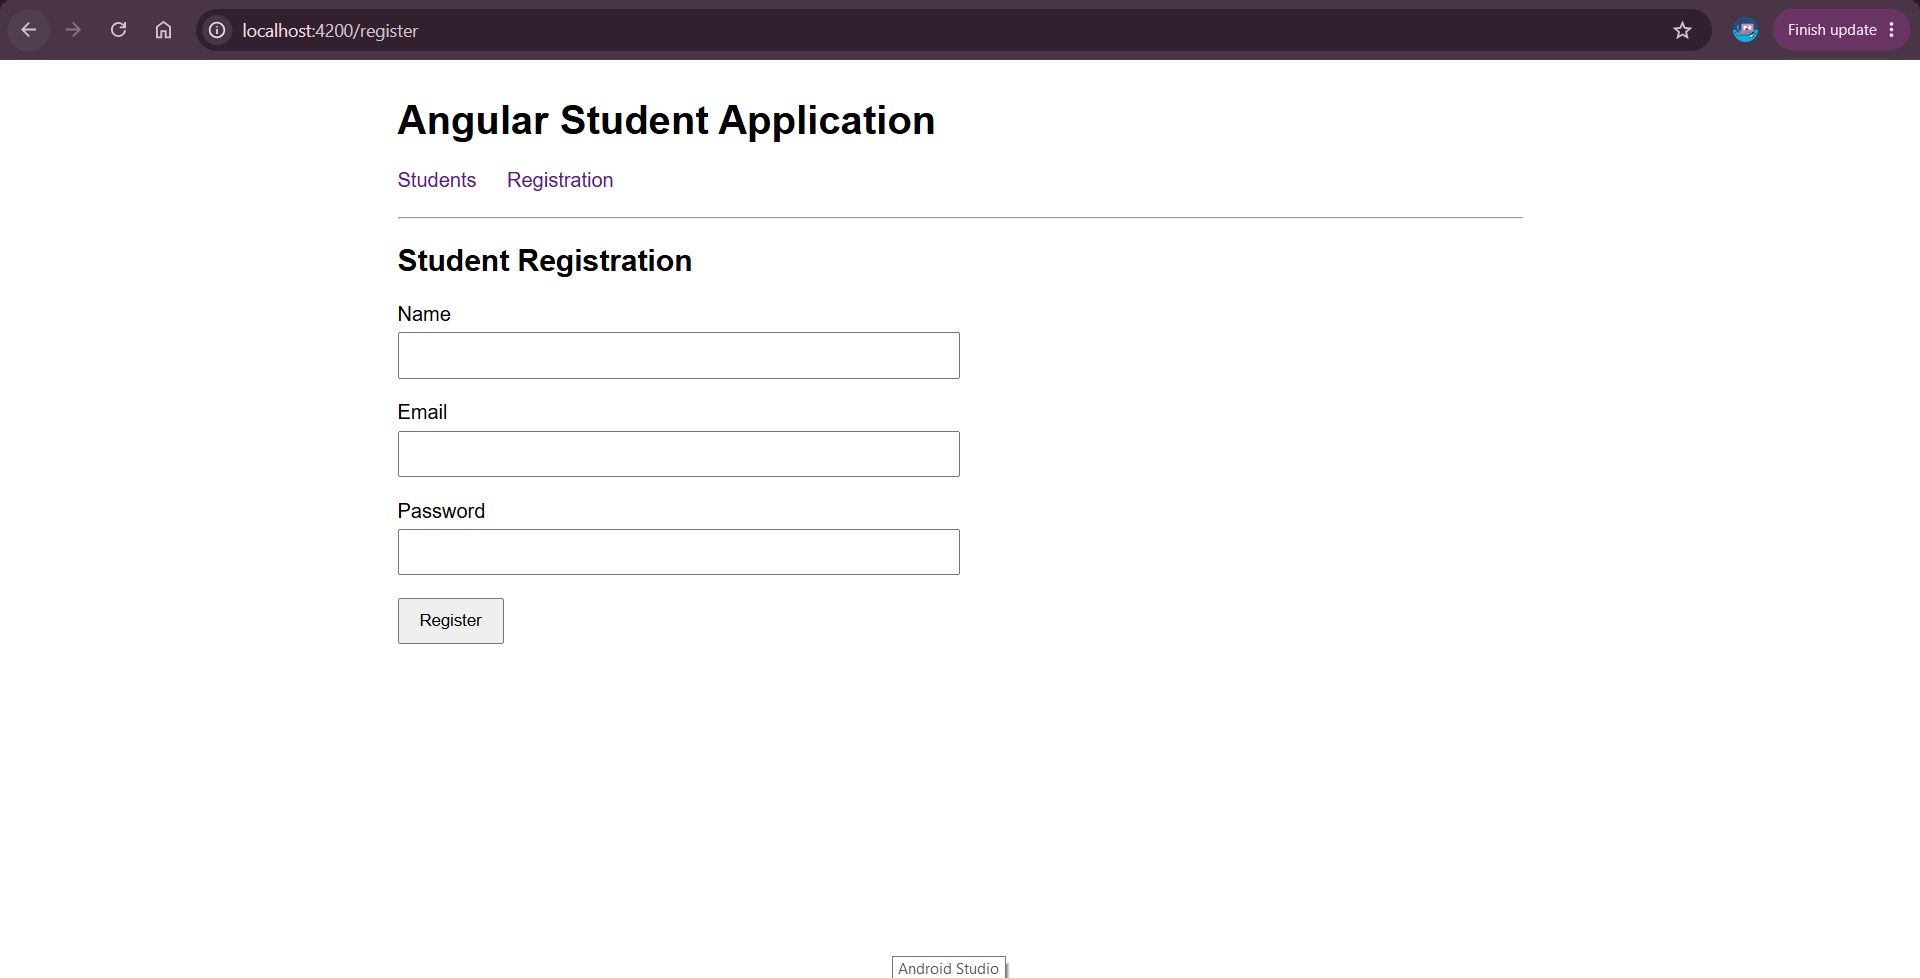 localhost:4200/register
Finish update
Angular Student Application
Students Registration
Student Registration
Name
Email
Password
Register
Android Studio